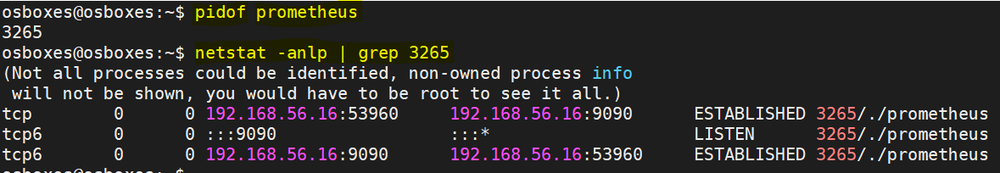 osboxes@osboxes:~$ pidof prometheus
3265
osboxes@osboxes:~$ netstat -anlp | grep 3265
(Not all processes could be identified, non-owned process info
 will not be shown, you would have to be root to see it all.)
tcp        0      0 192.168.56.16:53960     192.168.56.16:9090      ESTABLISHED 3265/./prometheus
tcp6       0      0 :::9090                 :::*                    LISTEN      3265/./prometheus
tcp6       0      0 192.168.56.16:9090      192.168.56.16:53960     ESTABLISHED 3265/./prometheus